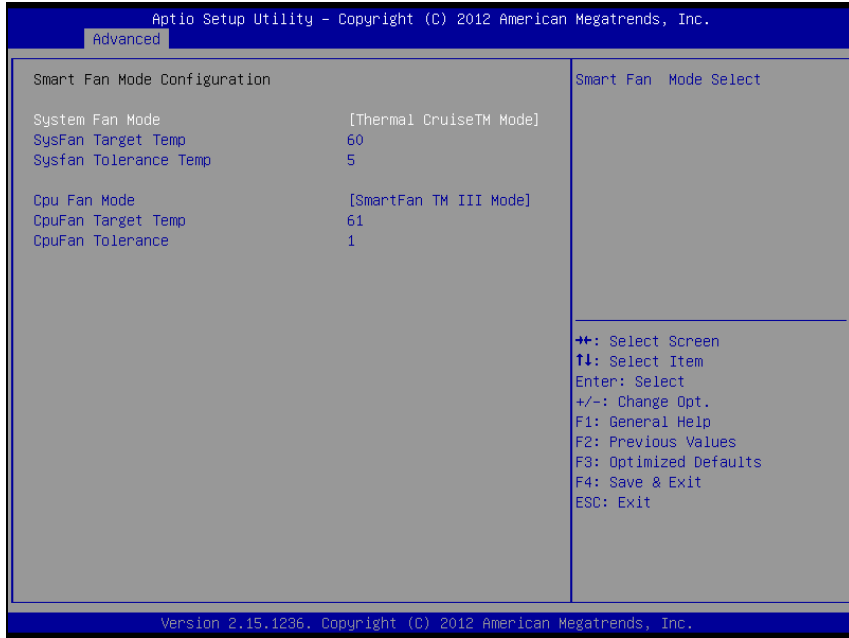 Aptio Setup Utility – Copyright (C) 2012 American Megatrends, Inc.
Advanced
Smart Fan Mode Configuration
System Fan Mode [Thermal CruiseTM Mode]
SysFan Target Temp 60
Sysfan Tolerance Temp 5
Cpu Fan Mode [SmartFan TM III Mode]
CpuFan Target Temp 61
CpuFan Tolerance 1
Smart Fan  Mode Select
→←: Select Screen
↑↓: Select Item
Enter: Select
+/-: Change Opt.
F1: General Help
F2: Previous Values
F3: Optimized Defaults
F4: Save & Exit
ESC: Exit
Version 2.15.1236. Copyright (C) 2012 American Megatrends, Inc.